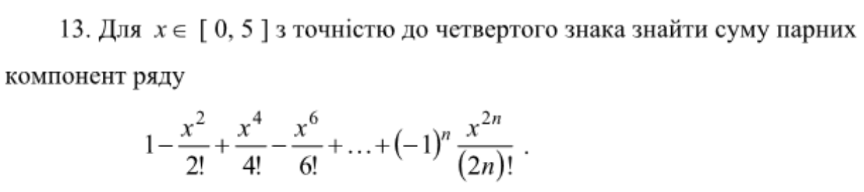 13. Для x ∈ [ 0, 5 ] з точністю до четвертого знака знайти суму парних
компонент ряду
1 − x²/2! + x⁴/4! − x⁶/6! + … + (−1)ⁿ x²ⁿ/(2n)! .